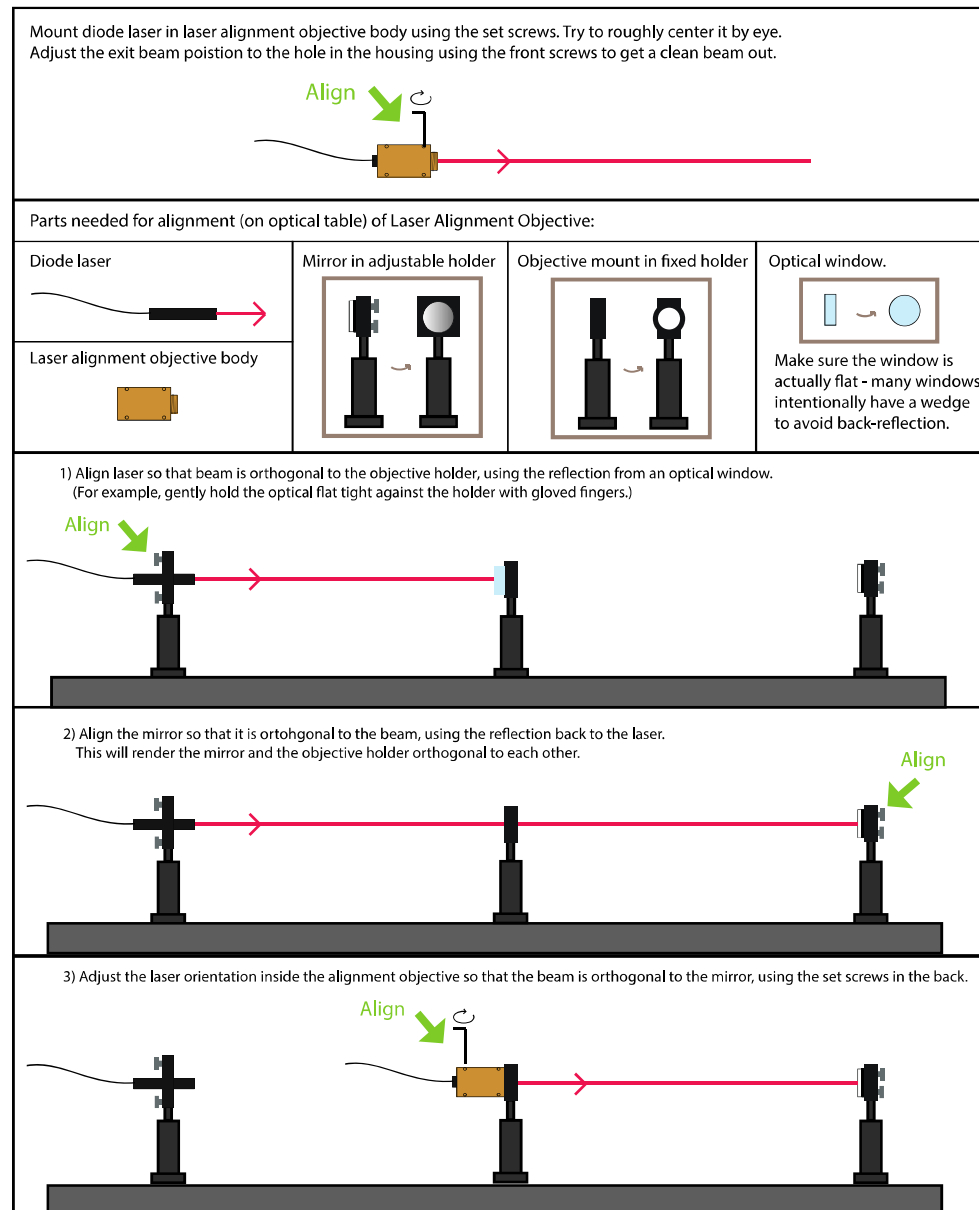 Mount diode laser in laser alignment objective body using the set screws. Try to roughly center it by eye.
Adjust the exit beam poistion to the hole in the housing using the front screws to get a clean beam out.
Align
Parts needed for alignment (on optical table) of Laser Alignment Objective:
Diode laser
Laser alignment objective body
Mirror in adjustable holder
Objective mount in fixed holder
Optical window.
Make sure the window is
actually flat - many windows
intentionally have a wedge
to avoid back-reflection.
1) Align laser so that beam is orthogonal to the objective holder, using the reflection from an optical window.
(For example, gently hold the optical flat tight against the holder with gloved fingers.)
Align
2) Align the mirror so that it is ortohgonal to the beam, using the reflection back to the laser.
This will render the mirror and the objective holder orthogonal to each other.
Align
3) Adjust the laser orientation inside the alignment objective so that the beam is orthogonal to the mirror, using the set screws in the back.
Align